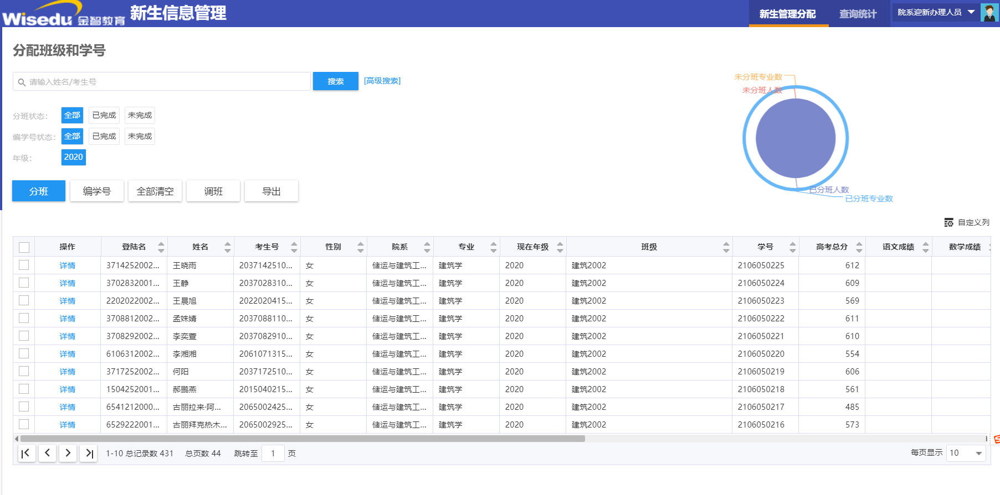 Wisedu 金智教育 新生信息管理 新生管理分配 查询统计 院系迎新办理人员
分配班级和学号
请输入姓名/考生号 搜索 [高级搜索]
未分班专业数
未分班人数
分班状态: 全部 已完成 未完成
编学号状态: 全部 已完成 未完成
年级: 2020
已分班人数
已分班专业数
分班 编学号 全部清空 调班 导出
自定义列
操作 登陆名 姓名 考生号 性别 院系 专业 现在年级 班级 学号 高考总分 语文成绩 数学成绩
详情 3714252002... 王晓雨 2037142510... 女 储运与建筑工... 建筑学 2020 建筑2002 2106050225 612
详情 3702832001... 王静 2037028310... 女 储运与建筑工... 建筑学 2020 建筑2002 2106050224 609
详情 2202022002... 王晨旭 2022020415... 女 储运与建筑工... 建筑学 2020 建筑2002 2106050223 569
详情 3708812002... 孟姝婧 2037088110... 女 储运与建筑工... 建筑学 2020 建筑2002 2106050222 611
详情 3708292002... 李奕萱 2037082910... 女 储运与建筑工... 建筑学 2020 建筑2002 2106050221 610
详情 6106312002... 李湘湘 2061071315... 女 储运与建筑工... 建筑学 2020 建筑2002 2106050220 554
详情 3717252002... 何阳 2037172510... 女 储运与建筑工... 建筑学 2020 建筑2002 2106050219 606
详情 1504252001... 郝鹏燕 2015040215... 女 储运与建筑工... 建筑学 2020 建筑2002 2106050218 561
详情 6541212000... 古丽拉来·阿... 2065002425... 女 储运与建筑工... 建筑学 2020 建筑2002 2106050217 485
详情 6529222001... 古丽拜克热木... 2065002925... 女 储运与建筑工... 建筑学 2020 建筑2002 2106050216 573
1-10 总记录数 431 总页数 44 跳转至 1 页 每页显示 10